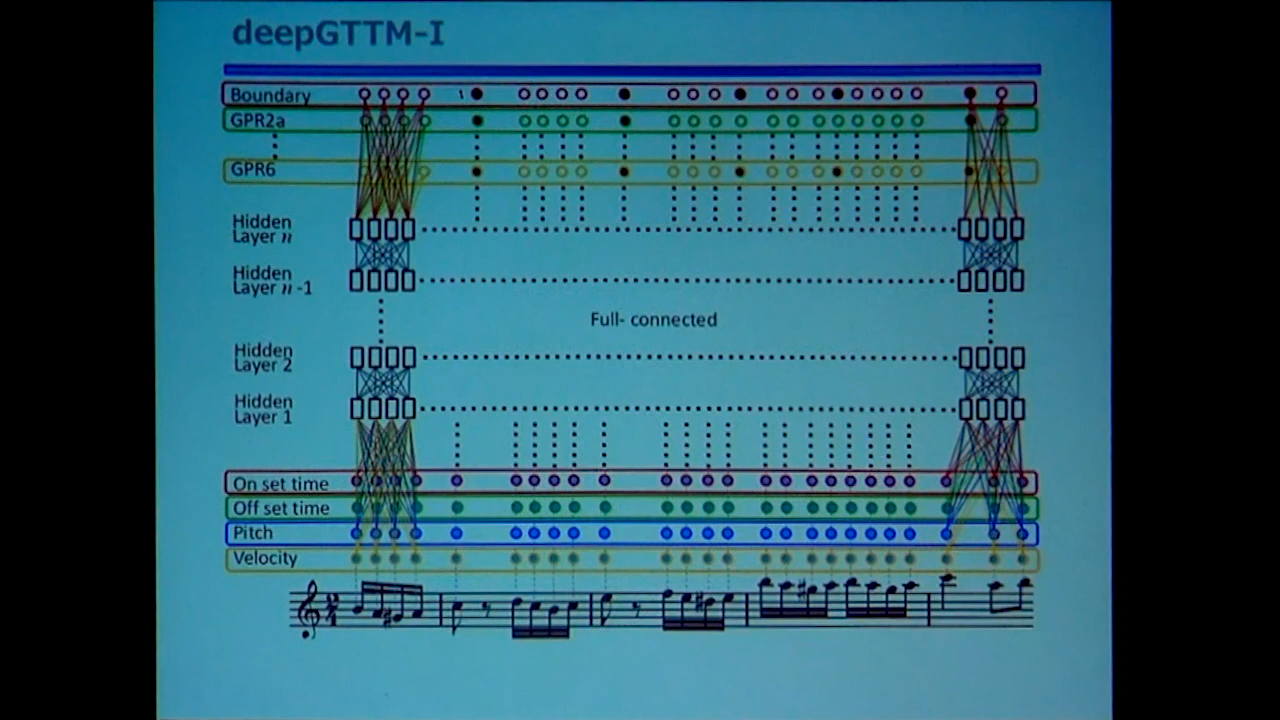 deepGTTM-I
Boundary
GPR2a
GPR6
Hidden
Layer n
Hidden
Layer n-1
Full- connected
Hidden
Layer 2
Hidden
Layer 1
On set time
Off set time
Pitch
Velocity